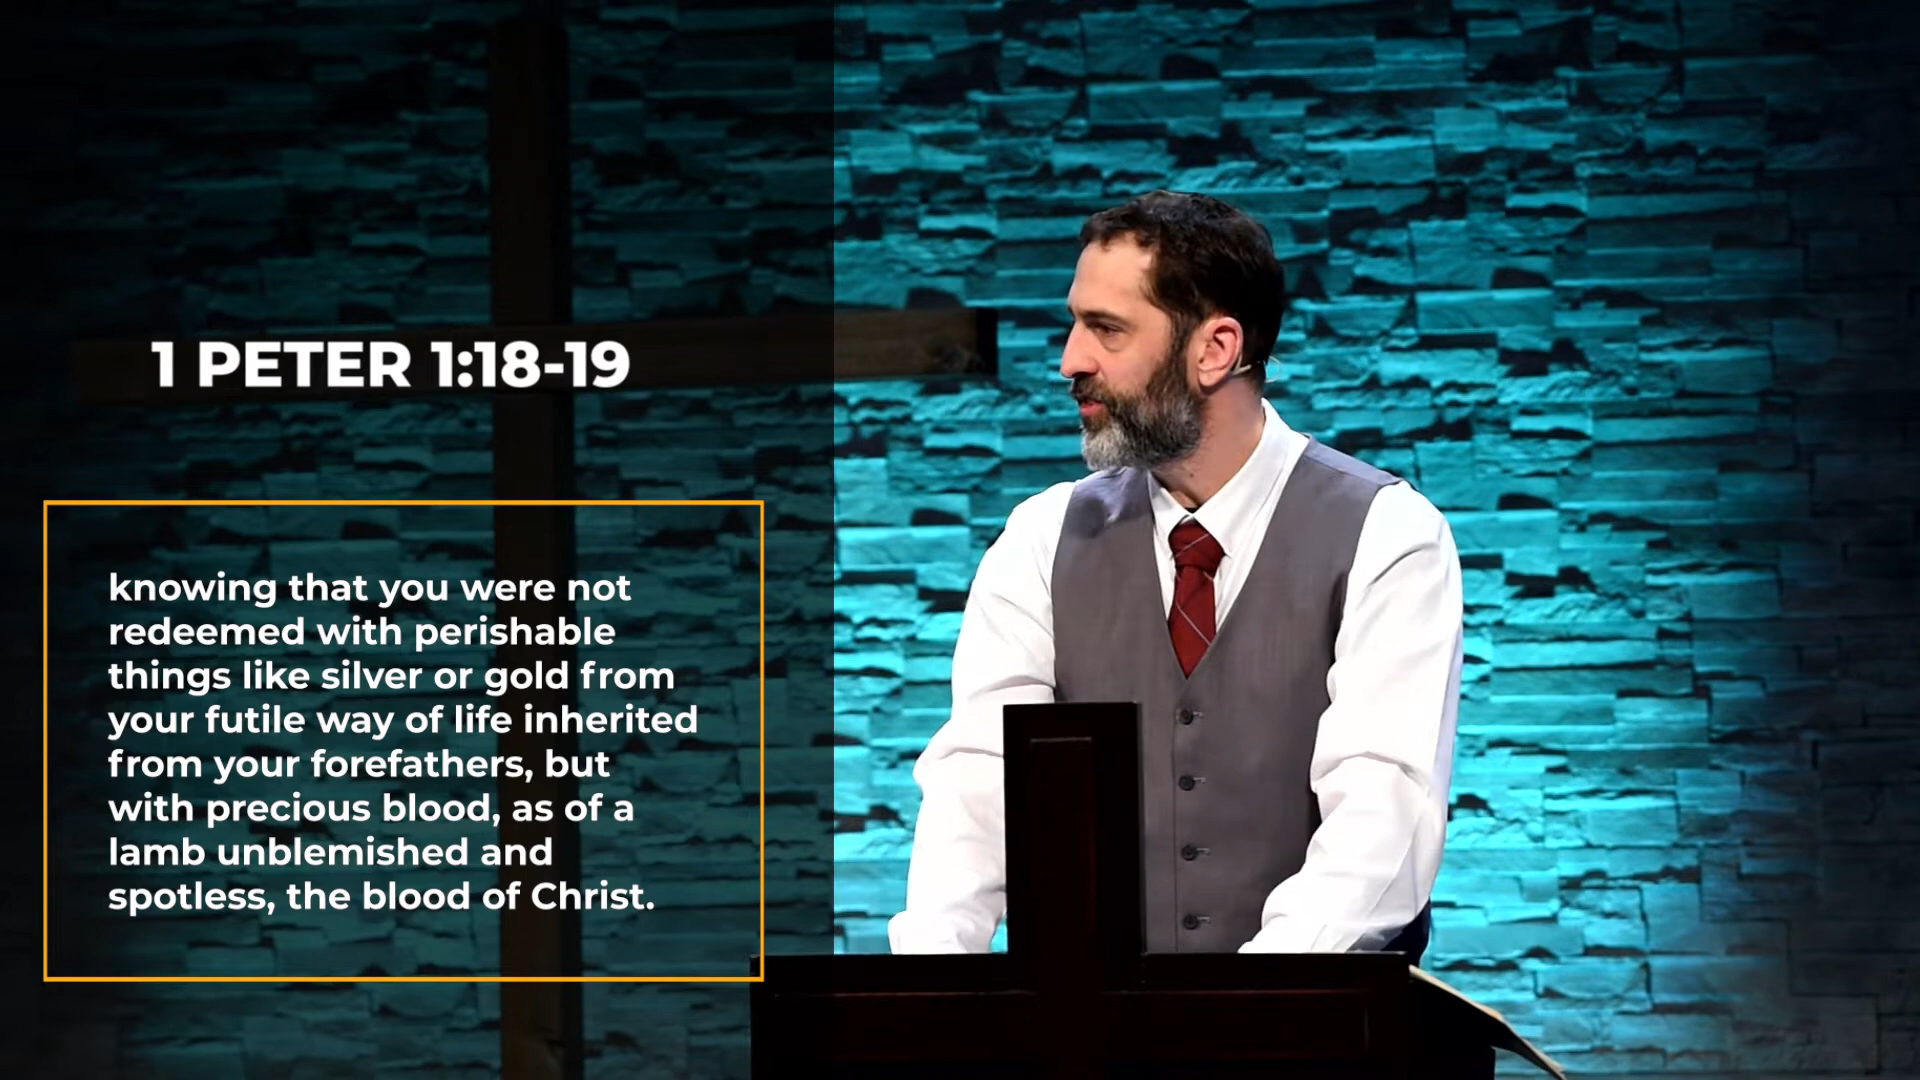 1 PETER 1:18-19
knowing that you were not
redeemed with perishable
things like silver or gold from
your futile way of life inherited
from your forefathers, but
with precious blood, as of a
lamb unblemished and
spotless, the blood of Christ.